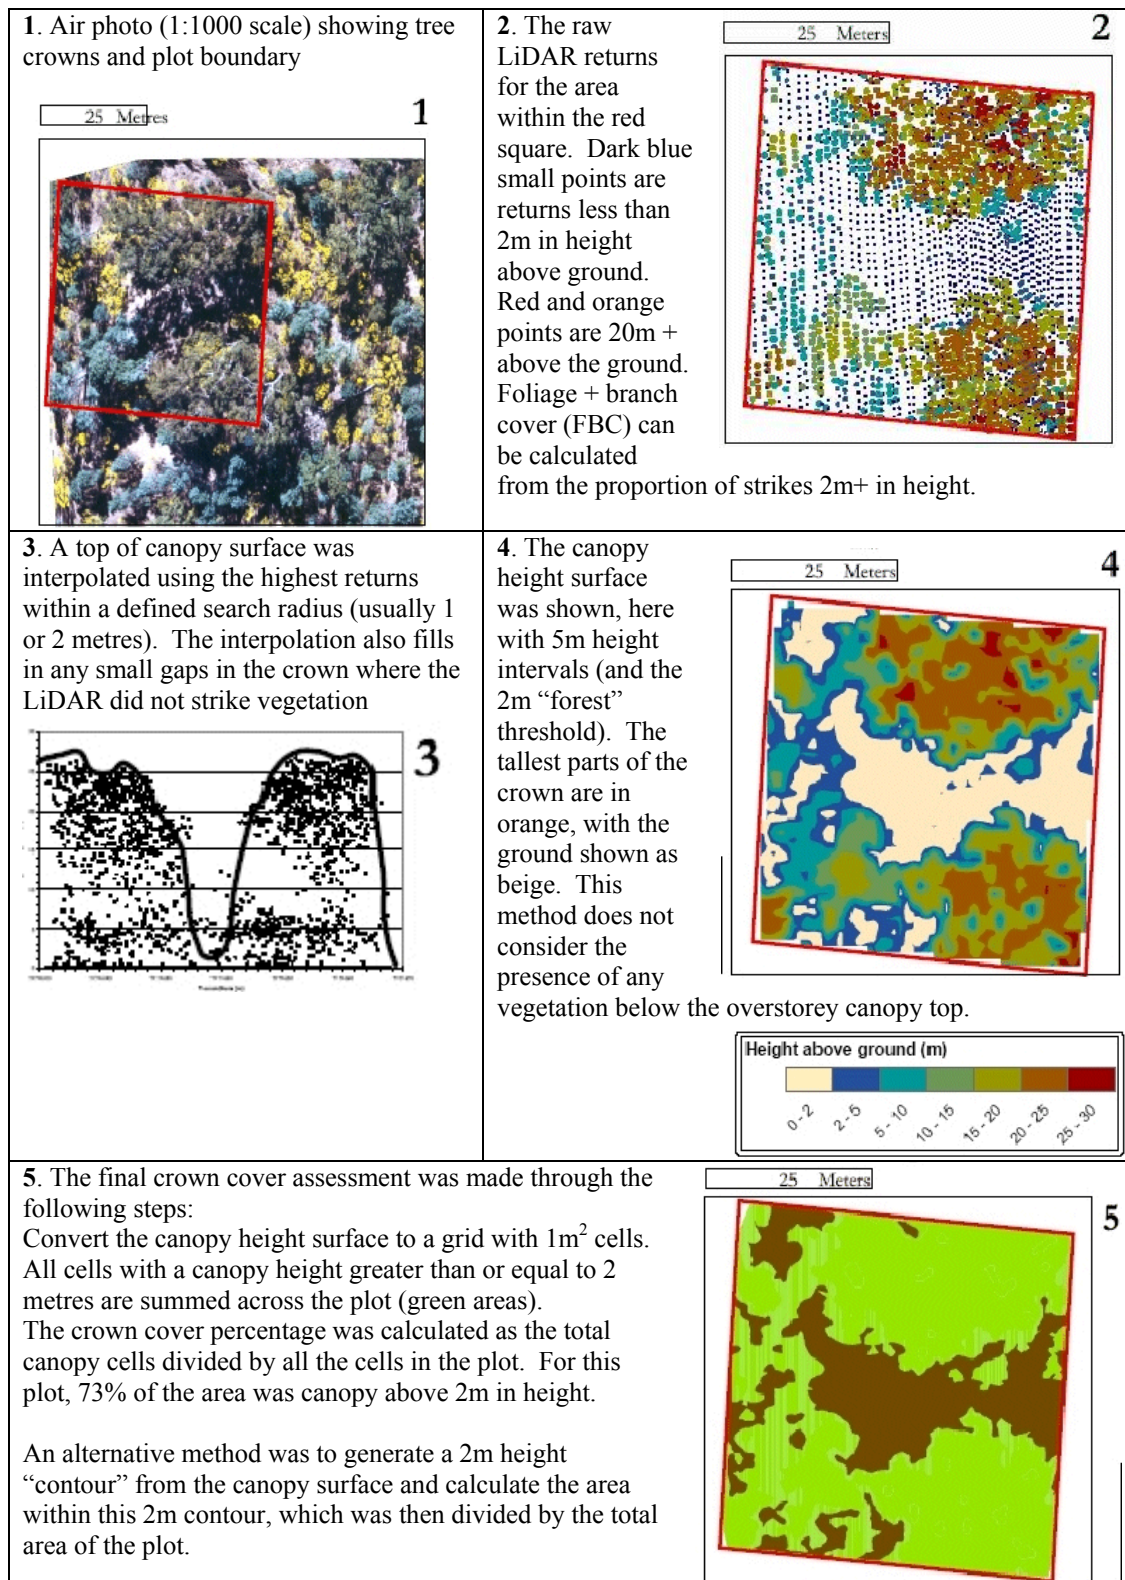 1. Air photo (1:1000 scale) showing tree
crowns and plot boundary
25 Metres
1
2. The raw
LiDAR returns
for the area
within the red
square. Dark blue
small points are
returns less than
2m in height
above ground.
Red and orange
points are 20m +
above the ground.
Foliage + branch
cover (FBC) can
be calculated
from the proportion of strikes 2m+ in height.
25 Meters
2
3. A top of canopy surface was
interpolated using the highest returns
within a defined search radius (usually 1
or 2 metres). The interpolation also fills
in any small gaps in the crown where the
LiDAR did not strike vegetation
3
4. The canopy
height surface
was shown, here
with 5m height
intervals (and the
2m “forest”
threshold). The
tallest parts of the
crown are in
orange, with the
ground shown as
beige. This
method does not
consider the
presence of any
vegetation below the overstorey canopy top.
25 Meters
4
Height above ground (m)
0 - 2
2 - 5
5 - 10
10 - 15
15 - 20
20 - 25
25 - 30
5. The final crown cover assessment was made through the
following steps:
Convert the canopy height surface to a grid with 1m² cells.
All cells with a canopy height greater than or equal to 2
metres are summed across the plot (green areas).
The crown cover percentage was calculated as the total
canopy cells divided by all the cells in the plot. For this
plot, 73% of the area was canopy above 2m in height.
An alternative method was to generate a 2m height
“contour” from the canopy surface and calculate the area
within this 2m contour, which was then divided by the total
area of the plot.
25 Meters
5